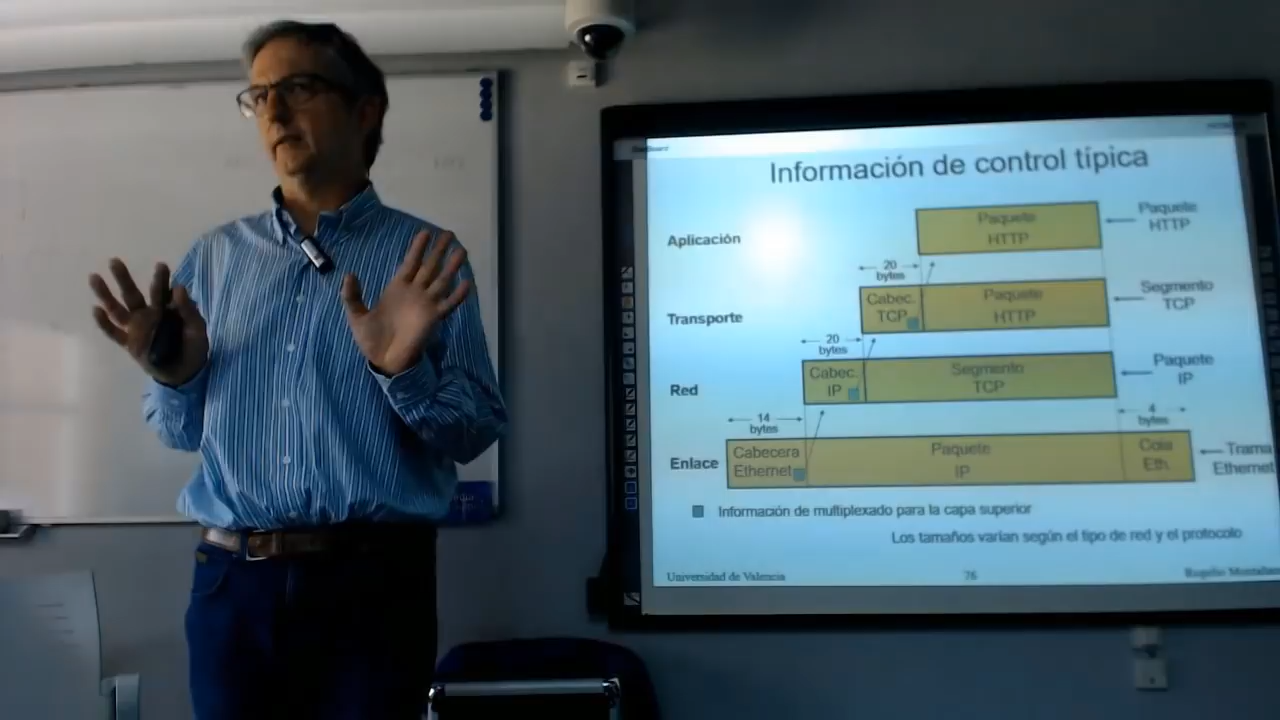 Información de control típica
Aplicación
Paquete
HTTP
Paquete
HTTP
20
bytes
Transporte
Cabec.
TCP
Paquete
HTTP
Segmento
TCP
20
bytes
Red
Cabec.
IP
Segmento
TCP
Paquete
IP
14
bytes
4
bytes
Enlace
Cabecera
Ethernet
Paquete
IP
Cola
Eth.
Trama
Ethernet
Información de multiplexado para la capa superior
Los tamaños varían según el tipo de red y el protocolo
Universidad de Valencia
76
Rogelio